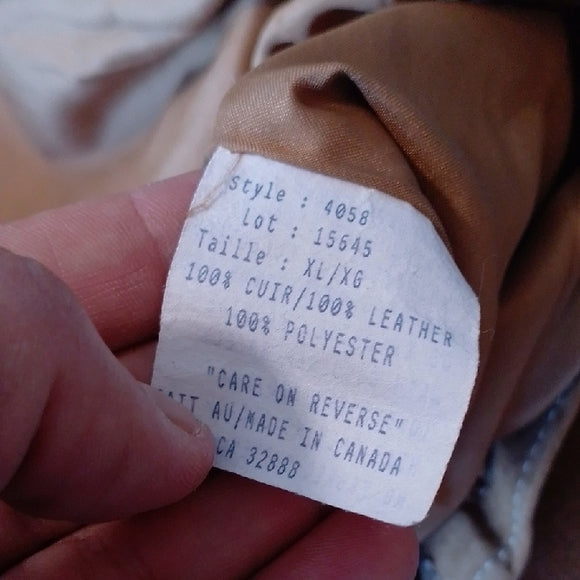 Style : 4058
Lot : 15645
Taille : XL/XG
100% CUIR/100% LEATHER
100% POLYESTER
"CARE ON REVERSE"
AU/MADE IN CANADA
CA 32888